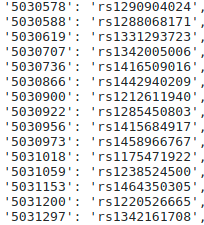 '5030578': 'rs1290904024',
'5030588': 'rs1288068171',
'5030619': 'rs1331293723',
'5030707': 'rs1342005006',
'5030736': 'rs1416509016',
'5030866': 'rs1442940209',
'5030900': 'rs1212611940',
'5030922': 'rs1285450803',
'5030956': 'rs1415684917',
'5030973': 'rs1458966767',
'5031018': 'rs1175471922',
'5031059': 'rs1238524500',
'5031153': 'rs1464350305',
'5031200': 'rs1220526665',
'5031297': 'rs1342161708',